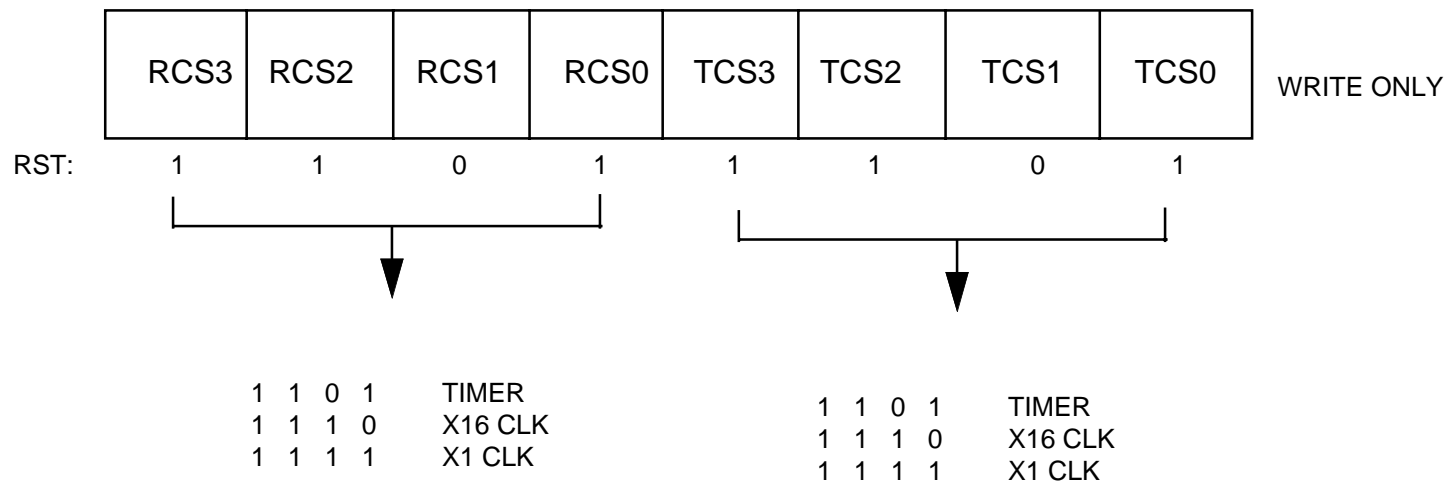 RCS3 RCS2 RCS1 RCS0 TCS3 TCS2 TCS1 TCS0 WRITE ONLY
RST: 1 1 0 1 1 1 0 1
1 1 0 1 TIMER
1 1 1 0 X16 CLK
1 1 1 1 X1 CLK
1 1 0 1 TIMER
1 1 1 0 X16 CLK
1 1 1 1 X1 CLK